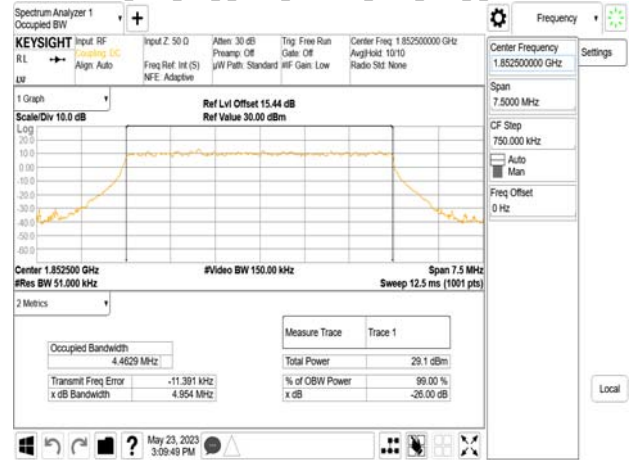 Spectrum Analyzer 1
Occupied BW
Frequency
KEYSIGHT
RL
Input: RF
Coupling: DC
Align: Auto
Input Z: 50 Ω
Freq Ref: Int (S)
NFE: Adaptive
Atten: 30 dB
Preamp: Off
µW Path: Standard
Trig: Free Run
Gate: Off
#IF Gain: Low
Center Freq: 1.852500000 GHz
Avg|Hold: 10/10
Radio Std: None
Center Frequency
1.852500000 GHz
Settings
Span
7.5000 MHz
CF Step
750.000 kHz
Auto
Man
Freq Offset
0 Hz
Local
1 Graph
Scale/Div 10.0 dB
Ref Lvl Offset 15.44 dB
Ref Value 30.00 dBm
Log
20.0
10.0
0.00
-10.0
-20.0
-30.0
-40.0
-50.0
-60.0
Center 1.852500 GHz
#Video BW 150.00 kHz
Span 7.5 MHz
#Res BW 51.000 kHz
Sweep 12.5 ms (1001 pts)
2 Metrics
Measure Trace
Trace 1
Occupied Bandwidth
4.4629 MHz
Total Power
29.1 dBm
Transmit Freq Error
-11.391 kHz
% of OBW Power
99.00 %
x dB Bandwidth
4.954 MHz
x dB
-26.00 dB
?
May 23, 2023
3:09:49 PM